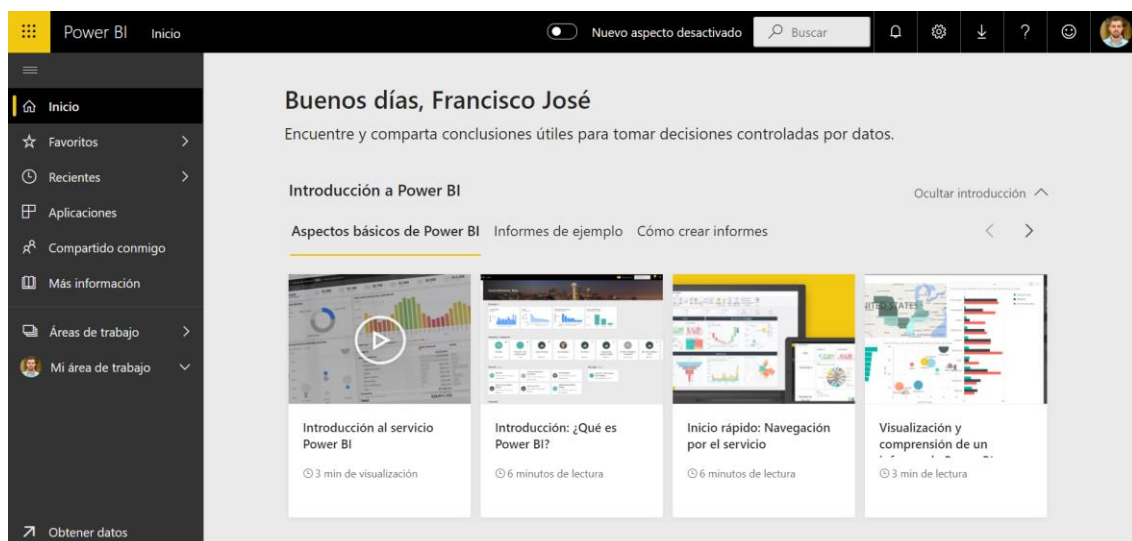 Power BI Inicio
Nuevo aspecto desactivado
Buscar
Inicio
Favoritos
Recientes
Aplicaciones
Compartido conmigo
Más información
Áreas de trabajo
Mi área de trabajo
Obtener datos
Buenos días, Francisco José
Encuentre y comparta conclusiones útiles para tomar decisiones controladas por datos.
Introducción a Power BI
Ocultar introducción
Aspectos básicos de Power BI Informes de ejemplo Cómo crear informes
Introducción al servicio
Power BI
3 min de visualización
Introducción: ¿Qué es
Power BI?
6 minutos de lectura
Inicio rápido: Navegación
por el servicio
6 minutos de lectura
Visualización y
comprensión de un
3 min de lectura